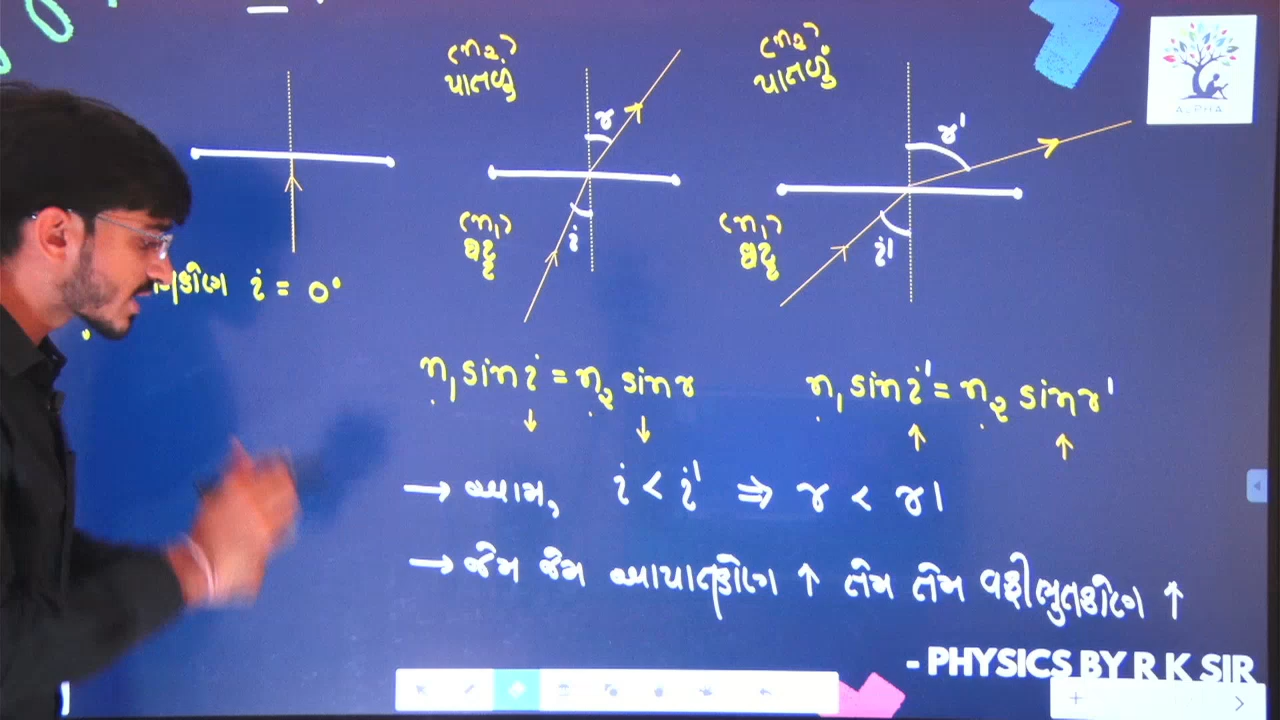 (n₂)
પાતળું
r
(n₁)
ઘટ્ટ
i
(n₂)
પાતળું
r'
(n₁)
ઘટ્ટ
i'
ALPHA
i = 0°
n₁ sin i = n₂ sin r
↓ ↓
n₁ sin i' = n₂ sin r'
↑ ↑
→ આમ, i < i' ⇒ r < r'
→ જેમ જેમ આપાતકોણ ↑ તેમ તેમ વક્રીભુતકોણ ↑
- PHYSICS BY R K SIR